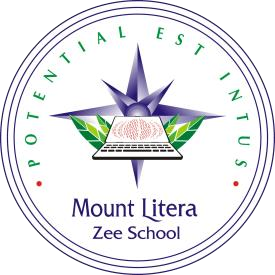 POTENTIAL EST INTUS
Mount Litera
Zee School